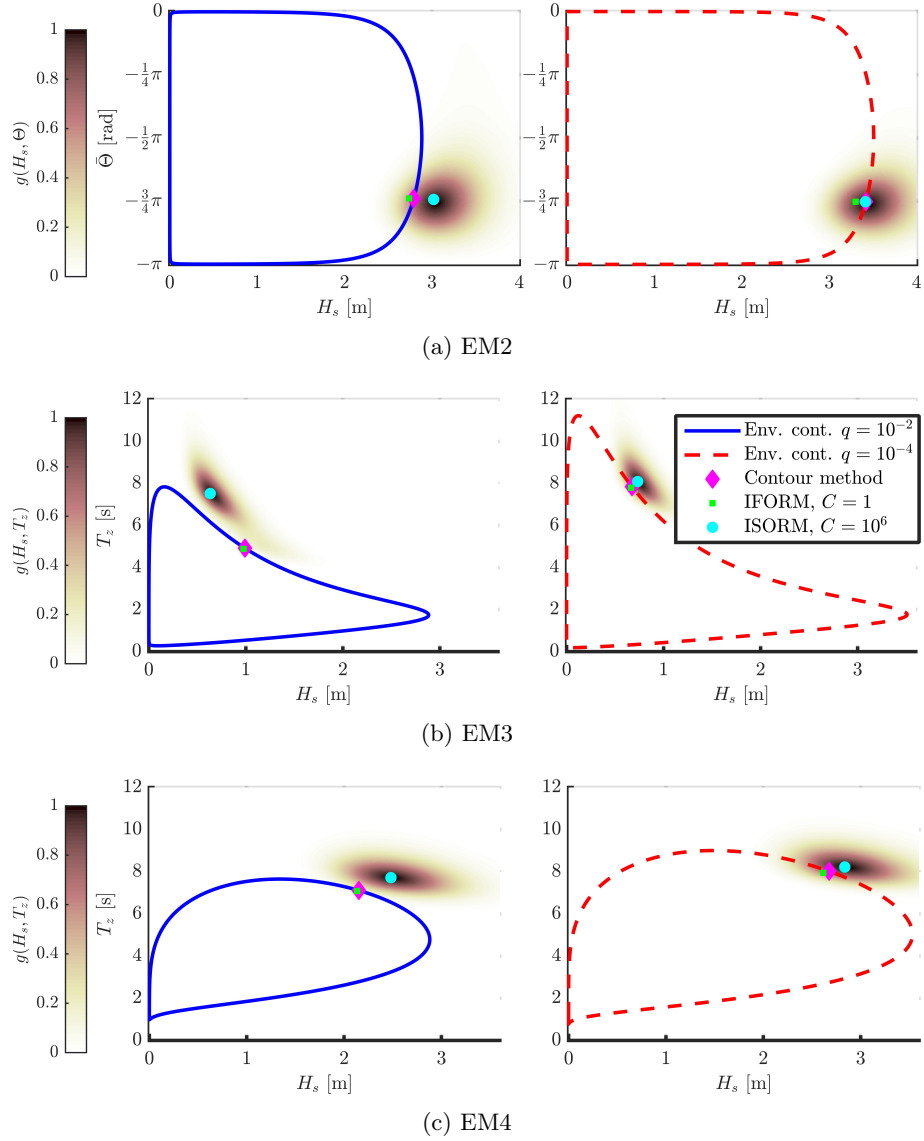 1
0.8
0.6
0.4
0.2
0
g(H_s, Θ)
0
−1/4π
−1/2π
−3/4π
−π
Θ̄ [rad]
0 1 2 3 4
H_s [m]
0
−1/4π
−1/2π
−3/4π
−π
0 1 2 3 4
H_s [m]
(a) EM2
1
0.8
0.6
0.4
0.2
0
g(H_s, T_z)
12
10
8
6
4
2
0
T_z [s]
0 1 2 3
H_s [m]
12
10
8
6
4
2
0
Env. cont. q = 10^−2
Env. cont. q = 10^−4
Contour method
IFORM, C = 1
ISORM, C = 10^6
0 1 2 3
H_s [m]
(b) EM3
1
0.8
0.6
0.4
0.2
0
g(H_s, T_z)
12
10
8
6
4
2
0
T_z [s]
0 1 2 3
H_s [m]
12
10
8
6
4
2
0
0 1 2 3
H_s [m]
(c) EM4